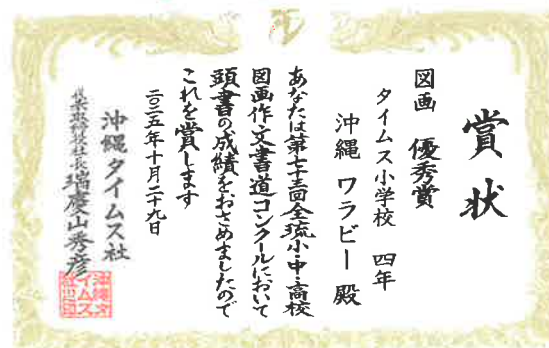 賞状
図画 優秀賞
タイムス小学校 四年
沖縄 ワラビー 殿
あなたは第七十三回全琉小・中・高校
図画作文書道コンクールにおいて
頭書の成績をおさめましたので
これを賞します
二〇二五年十月二十九日
沖縄タイムス社
代表取締役社長 瑞慶山秀彦